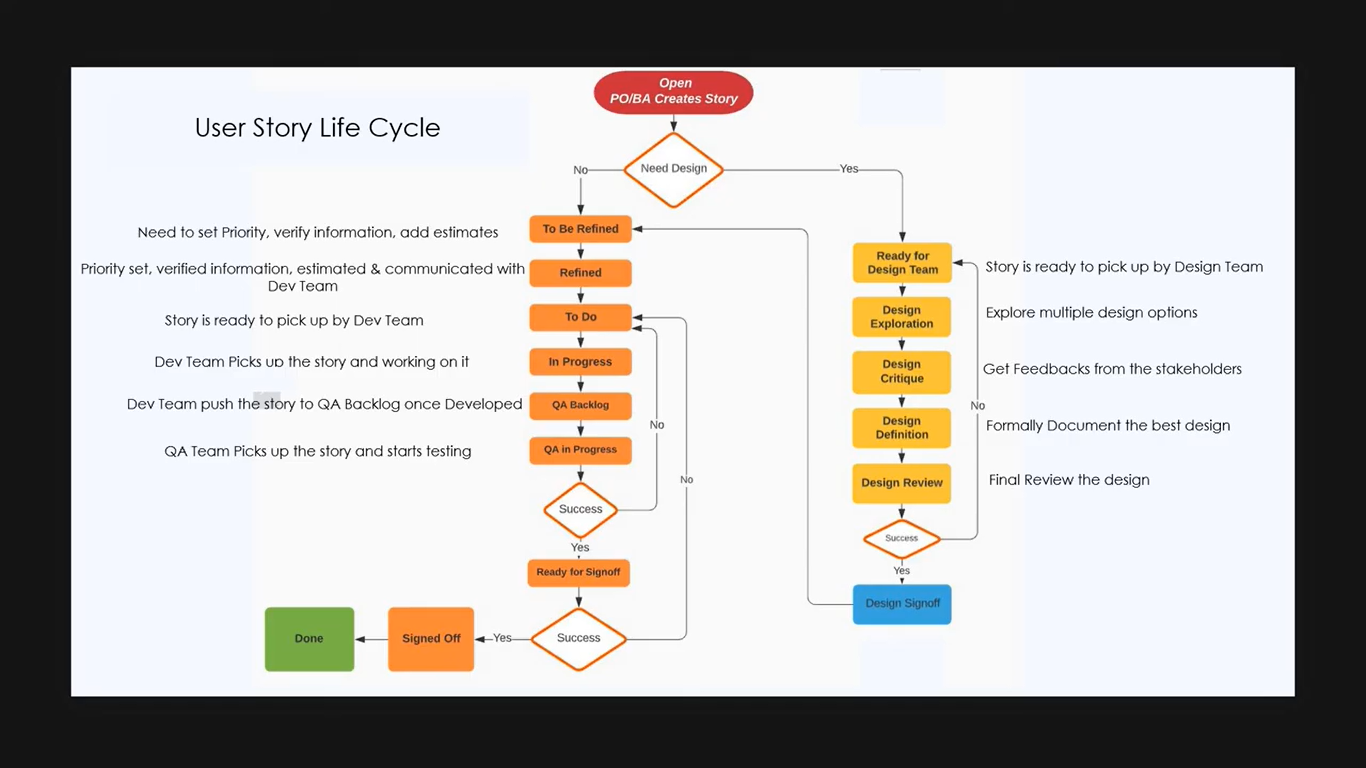 Open
PO/BA Creates Story
User Story Life Cycle
Need Design
No
Yes
Need to set Priority, verify information, add estimates
To Be Refined
Priority set, verified information, estimated & communicated with
Dev Team
Refined
Story is ready to pick up by Dev Team
To Do
Dev Team Picks up the story and working on it
In Progress
Dev Team push the story to QA Backlog once Developed
QA Backlog
QA Team Picks up the story and starts testing
QA in Progress
No
No
Success
Yes
Ready for Signoff
Success
Yes
Signed Off
Done
Ready for
Design Team
Story is ready to pick up by Design Team
Design
Exploration
Explore multiple design options
Design
Critique
Get Feedbacks from the stakeholders
No
Design
Definition
Formally Document the best design
Design Review
Final Review the design
Success
Yes
Design Signoff